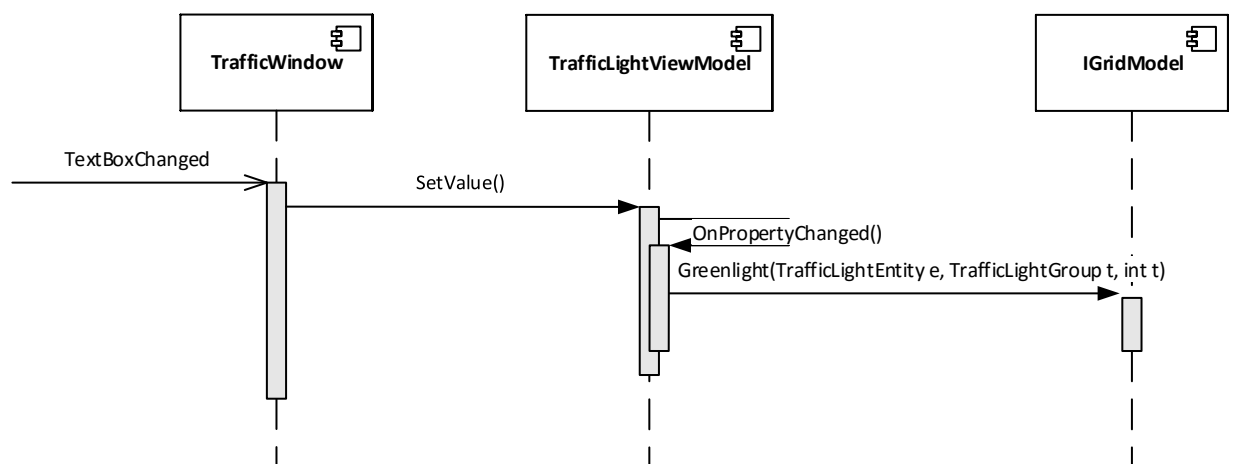 TrafficWindow
TrafficLightViewModel
IGridModel
TextBoxChanged
SetValue()
OnPropertyChanged()
Greenlight(TrafficLightEntity e, TrafficLightGroup t, int t)